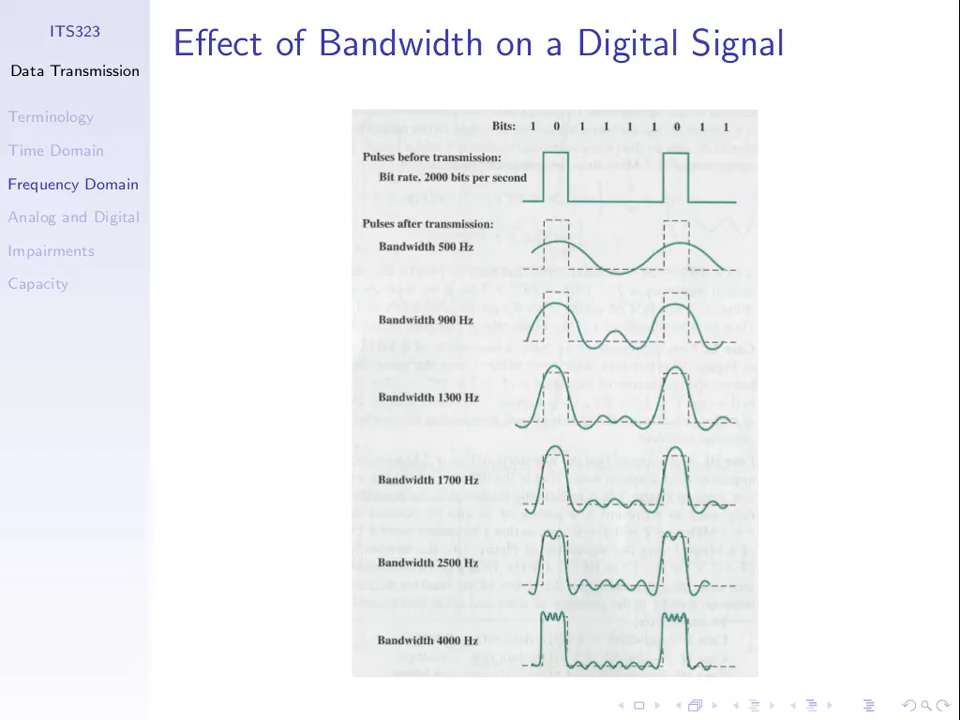 ITS323
Data Transmission
Terminology
Time Domain
Frequency Domain
Analog and Digital
Impairments
Capacity
Effect of Bandwidth on a Digital Signal
Bits: 1 0 1 1 1 1 0 1 1
Pulses before transmission:
Bit rate. 2000 bits per second
Pulses after transmission:
Bandwidth 500 Hz
Bandwidth 900 Hz
Bandwidth 1300 Hz
Bandwidth 1700 Hz
Bandwidth 2500 Hz
Bandwidth 4000 Hz